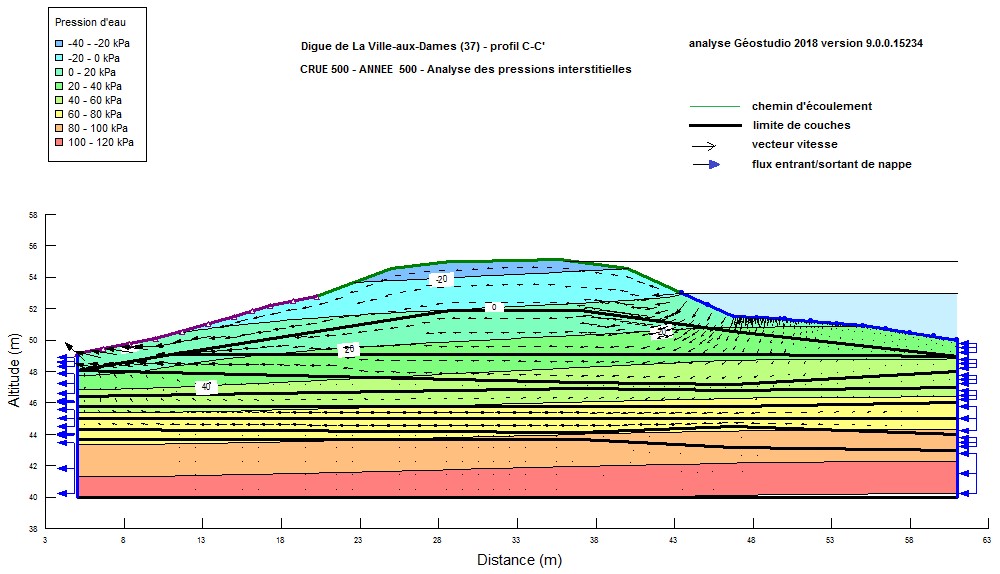 Pression d'eau
-40 - -20 kPa
-20 - 0 kPa
0 - 20 kPa
20 - 40 kPa
40 - 60 kPa
60 - 80 kPa
80 - 100 kPa
100 - 120 kPa
Digue de La Ville-aux-Dames (37) - profil C-C'
CRUE 500 - ANNEE 500 - Analyse des pressions interstitielles
analyse Géostudio 2018 version 9.0.0.15234
chemin d'écoulement
limite de couches
vecteur vitesse
flux entrant/sortant de nappe
58
56
54
52
50
48
46
44
42
40
38
Altitude (m)
-20
0
20
40
3 8 13 18 23 28 33 38 43 48 53 58 63
Distance (m)